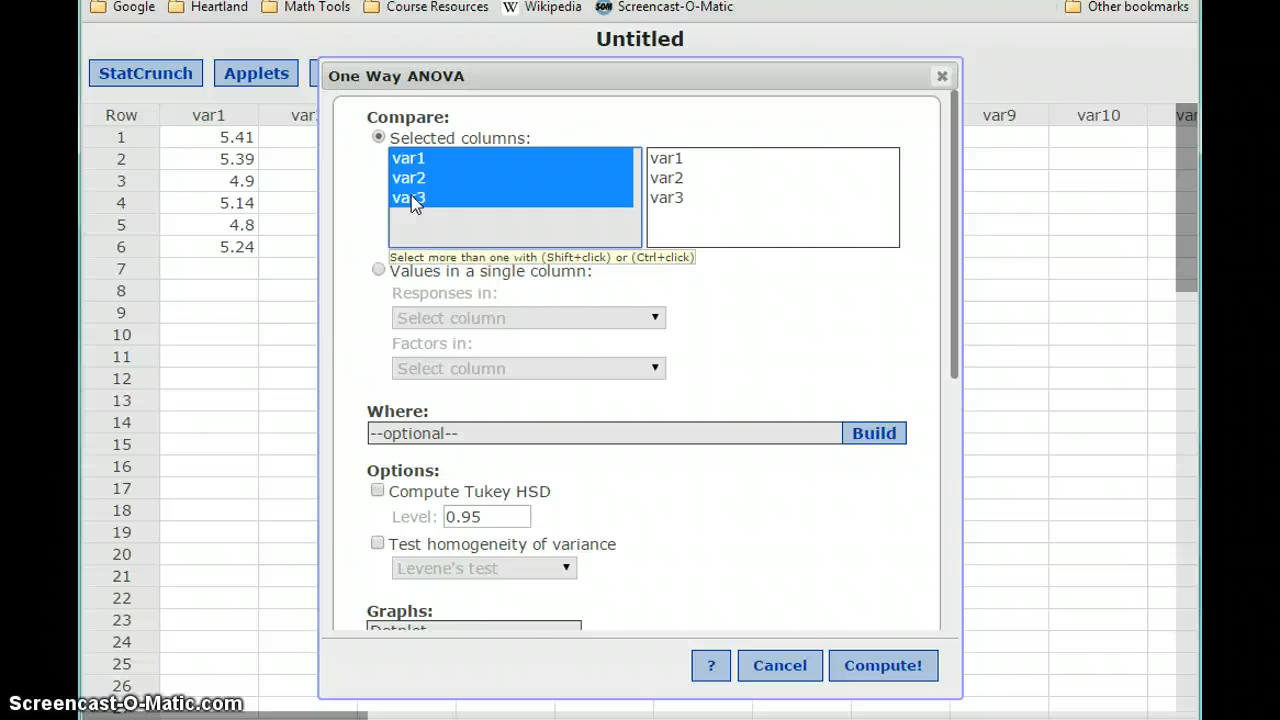 Google Heartland Math Tools Course Resources W Wikipedia SOM Screencast-O-Matic Other bookmarks
Untitled
StatCrunch Applets
One Way ANOVA
Row var1 var var9 var10 var
Compare:
Selected columns:
var1 var1
var2 var2
var3 var3
Select more than one with (Shift+click) or (Ctrl+click)
Values in a single column:
Responses in:
Select column
Factors in:
Select column
Where:
--optional-- Build
Options:
Compute Tukey HSD
Level: 0.95
Test homogeneity of variance
Levene's test
Graphs:
Dotplot
? Cancel Compute!
1 5.41
2 5.39
3 4.9
4 5.14
5 4.8
6 5.24
7
8
9
10
11
12
13
14
15
16
17
18
19
20
21
22
23
24
25
26
Screencast-O-Matic.com